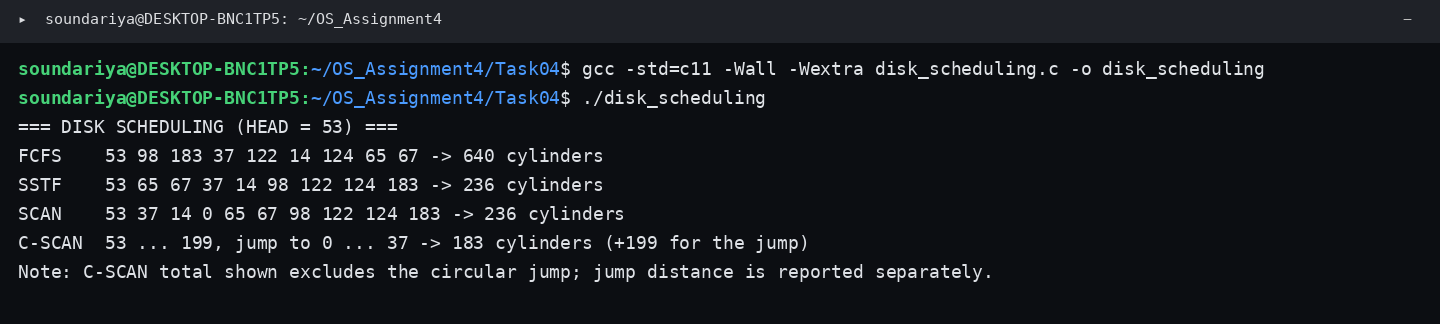 ▸ soundariya@DESKTOP-BNC1TP5: ~/OS_Assignment4 —
soundariya@DESKTOP-BNC1TP5:~/OS_Assignment4/Task04$ gcc -std=c11 -Wall -Wextra disk_scheduling.c -o disk_scheduling
soundariya@DESKTOP-BNC1TP5:~/OS_Assignment4/Task04$ ./disk_scheduling
=== DISK SCHEDULING (HEAD = 53) ===
FCFS    53 98 183 37 122 14 124 65 67 -> 640 cylinders
SSTF    53 65 67 37 14 98 122 124 183 -> 236 cylinders
SCAN    53 37 14 0 65 67 98 122 124 183 -> 236 cylinders
C-SCAN  53 ... 199, jump to 0 ... 37 -> 183 cylinders (+199 for the jump)
Note: C-SCAN total shown excludes the circular jump; jump distance is reported separately.